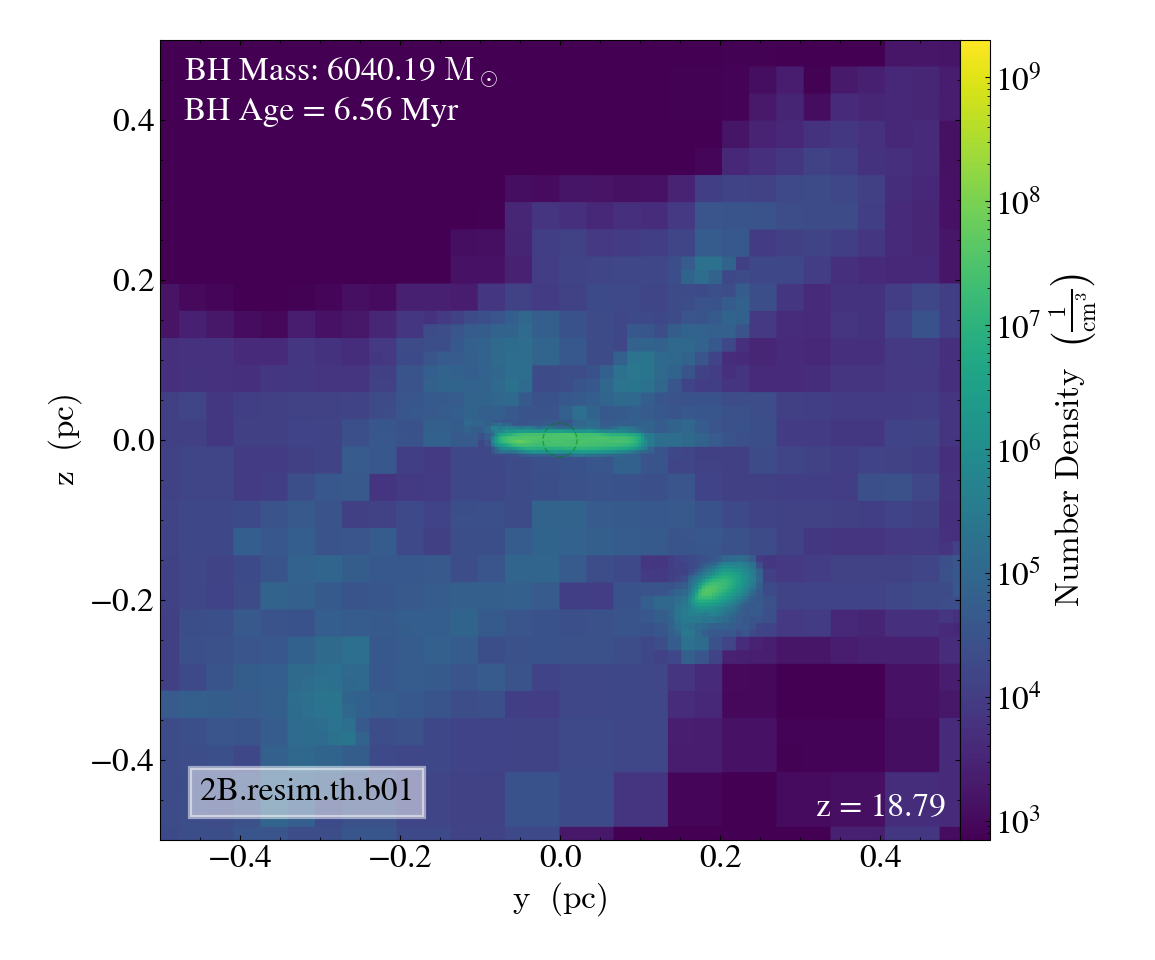 BH Mass: 6040.19 M⊙
BH Age = 6.56 Myr
0.4
0.2
0.0
−0.2
−0.4
z (pc)
2B.resim.th.b01
z = 18.79
−0.4 −0.2 0.0 0.2 0.4
y (pc)
10⁹
10⁸
10⁷
10⁶
10⁵
10⁴
10³
Number Density (1/cm³)